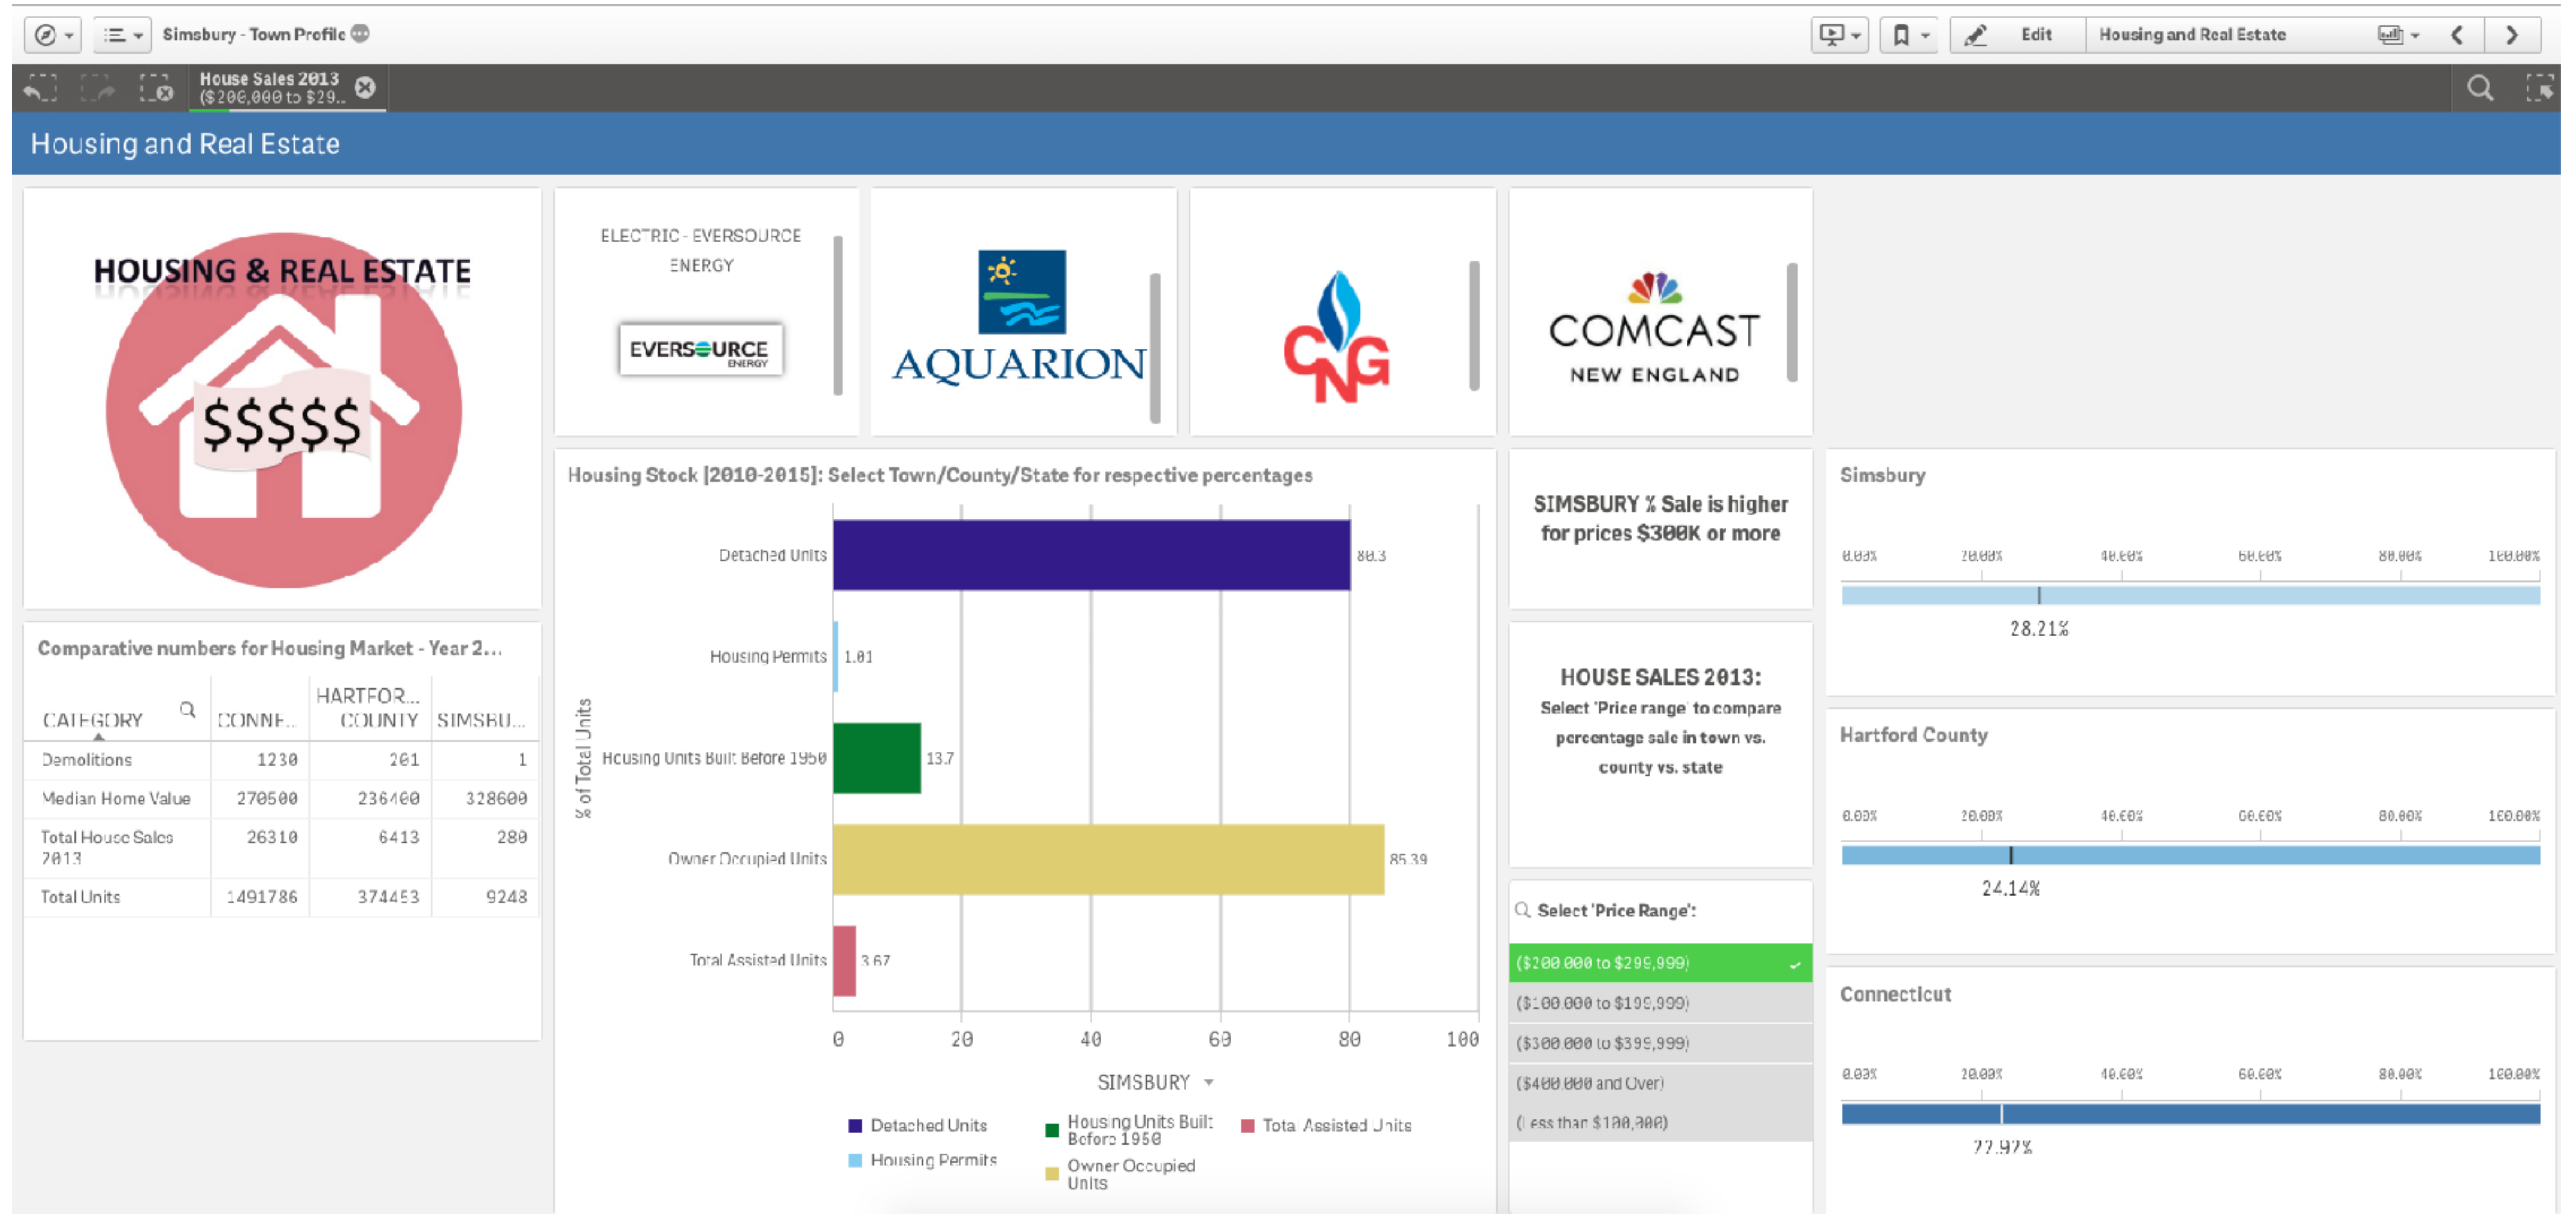 Simsbury - Town Profile
Edit
Housing and Real Estate
House Sales 2013
($200,000 to $29...
Housing and Real Estate
HOUSING & REAL ESTATE
$$$$$
ELECTRIC - EVERSOURCE
ENERGY
EVERSOURCE
ENERGY
AQUARION
CNG
COMCAST
NEW ENGLAND
Comparative numbers for Housing Market - Year 2...
CATEGORY
CONNE...
HARTFOR...
COUNTY
SIMSBU...
Demolitions 1230 201 1
Median Home Value 270500 236400 328600
Total House Sales
2013
26310 6413 280
Total Units 1491786 374453 9248
Housing Stock [2010-2015]: Select Town/County/State for respective percentages
% of Total Units
Detached Units 80.3
Housing Permits 1.01
Housing Units Built Before 1950 13.7
Owner Occupied Units 85.39
Total Assisted Units 3.67
0 20 40 60 80 100
SIMSBURY
Detached Units
Housing Units Built
Before 1950
Total Assisted Units
Housing Permits
Owner Occupied
Units
SIMSBURY % Sale is higher
for prices $300K or more
HOUSE SALES 2013:
Select 'Price range' to compare
percentage sale in town vs.
county vs. state
Select 'Price Range':
($200.000 to $299,999)
($100.000 to $199,999)
($300.000 to $399,999)
($400.000 and Over)
(Less than $100,000)
Simsbury
0.00% 20.00% 40.00% 60.00% 80.00% 100.00%
28.21%
Hartford County
0.00% 20.00% 40.00% 60.00% 80.00% 100.00%
24.14%
Connecticut
0.00% 20.00% 40.00% 60.00% 80.00% 100.00%
22.92%